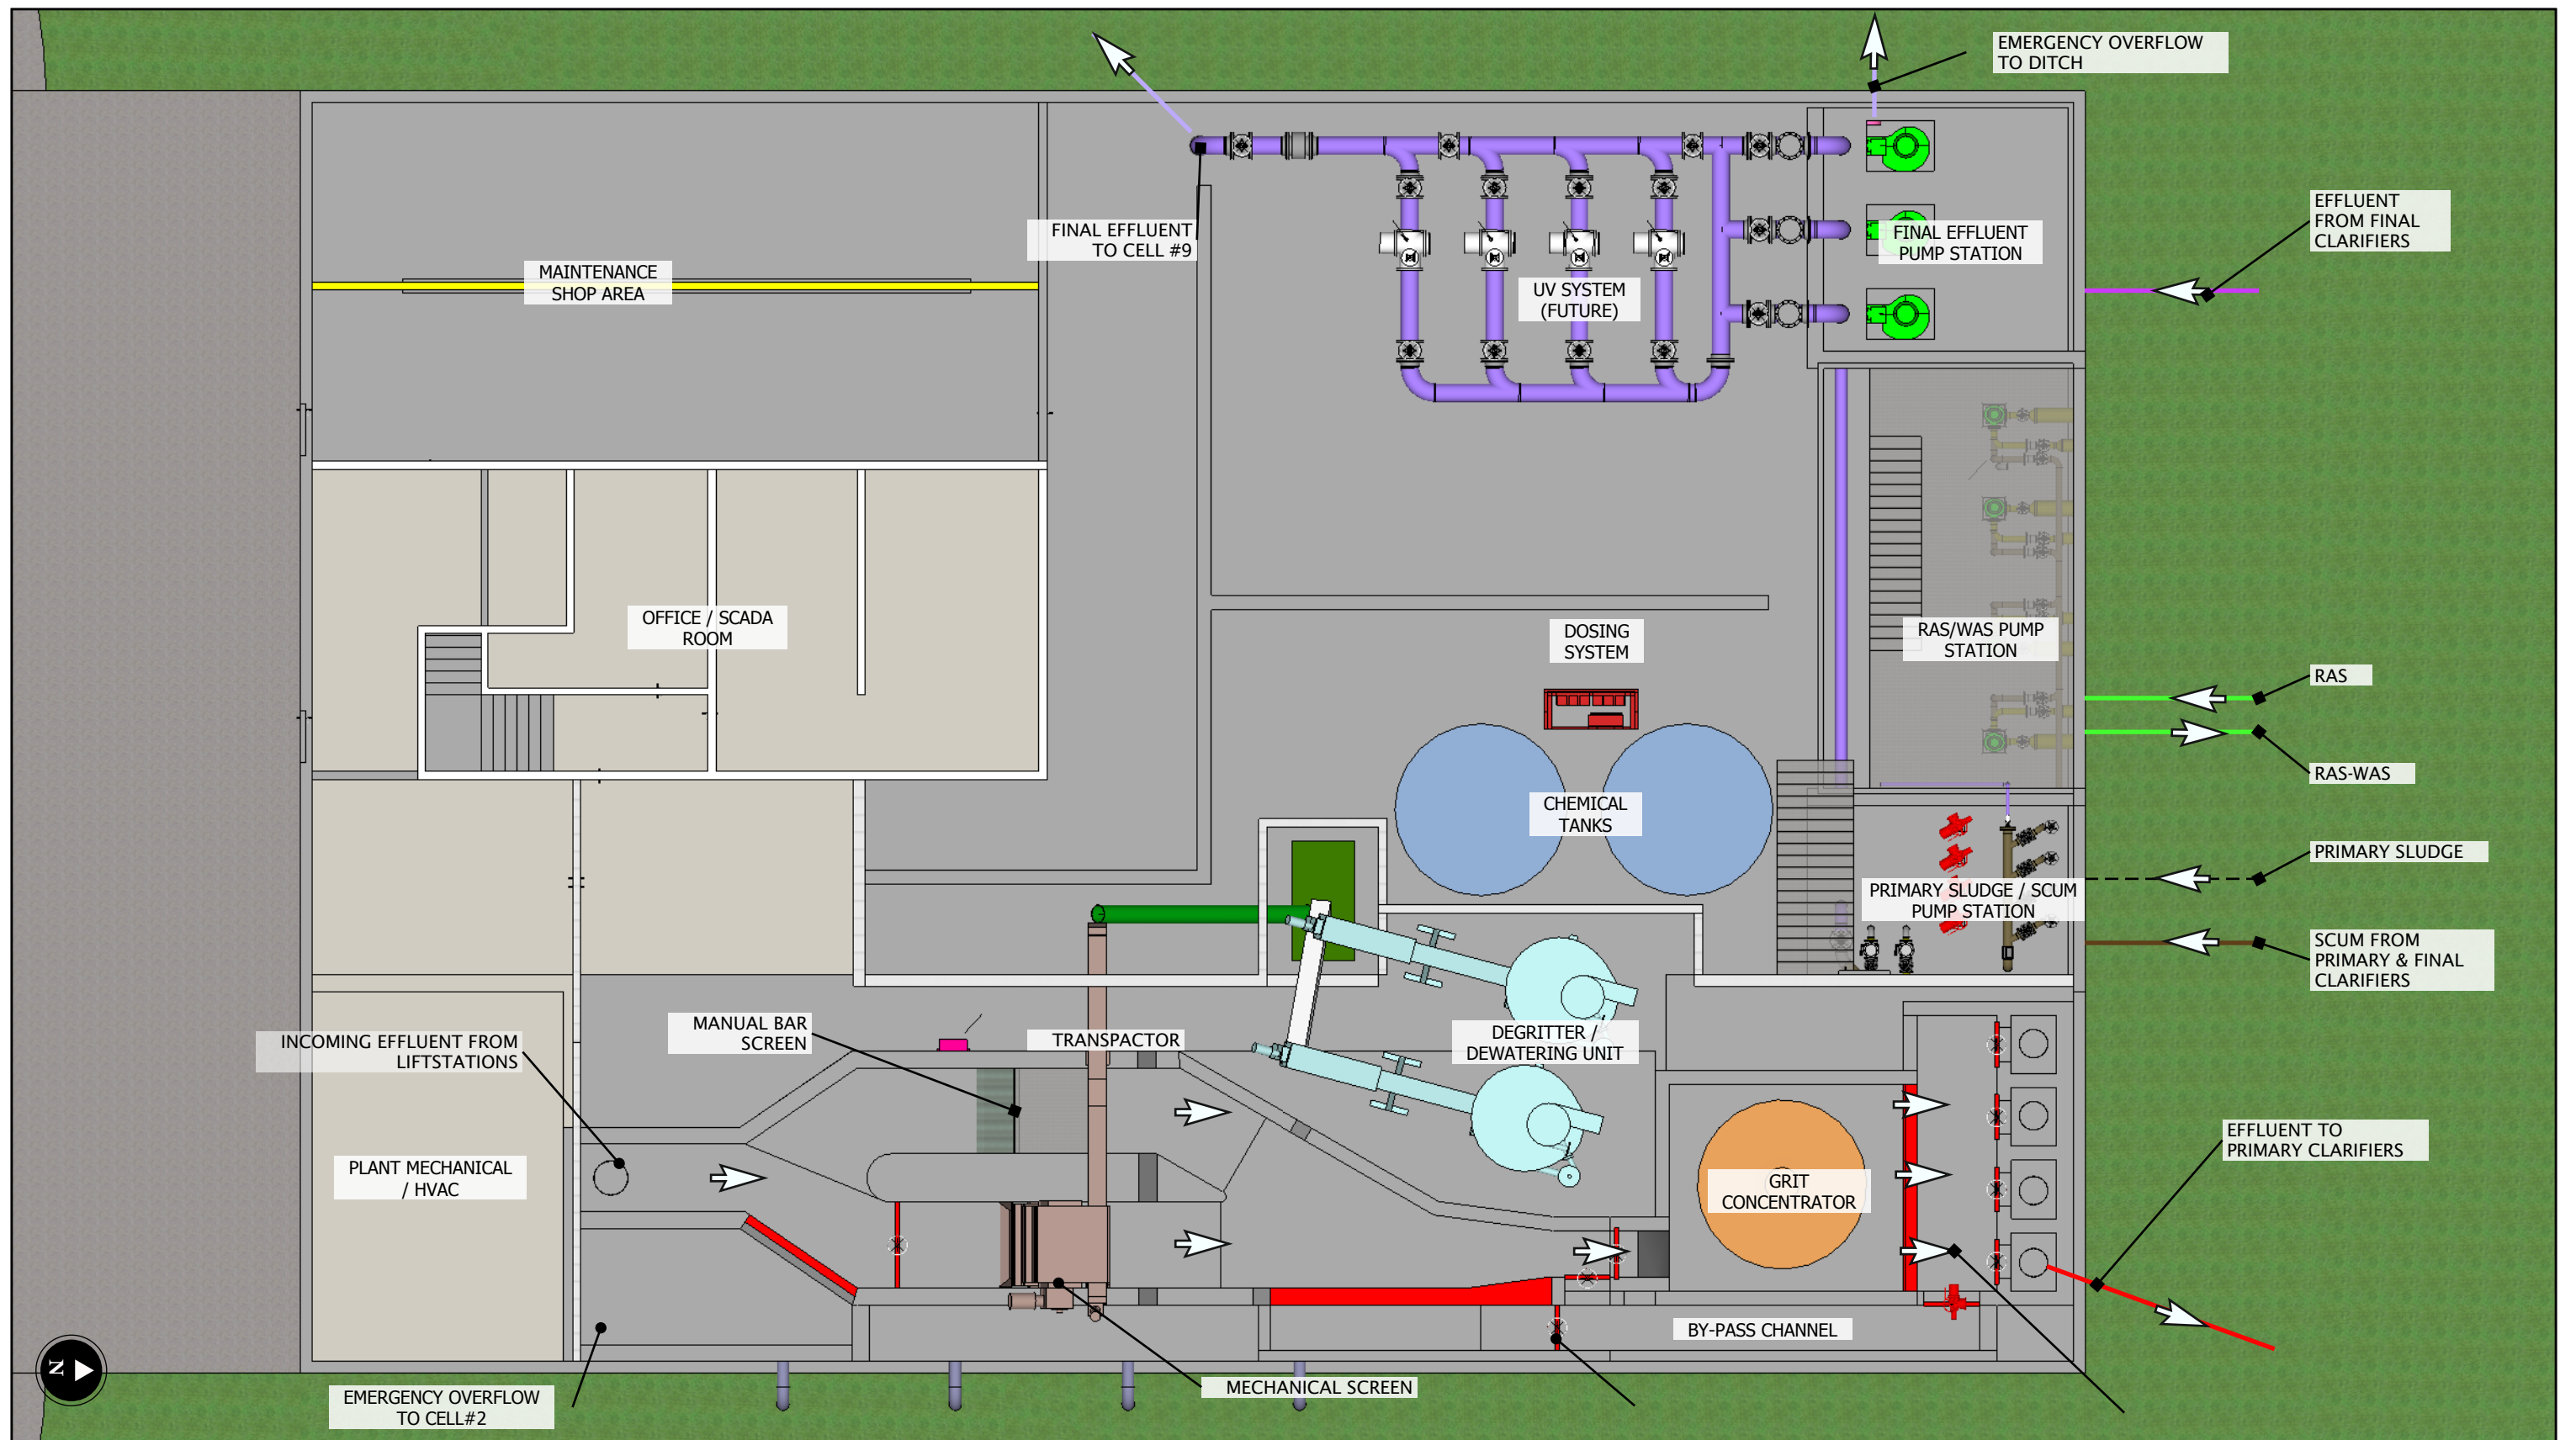 EMERGENCY OVERFLOW
TO DITCH
EFFLUENT
FROM FINAL
CLARIFIERS
FINAL EFFLUENT
TO CELL #9
FINAL EFFLUENT
PUMP STATION
MAINTENANCE
SHOP AREA
UV SYSTEM
(FUTURE)
OFFICE / SCADA
ROOM
DOSING
SYSTEM
RAS/WAS PUMP
STATION
RAS
RAS-WAS
CHEMICAL
TANKS
PRIMARY SLUDGE
PRIMARY SLUDGE / SCUM
PUMP STATION
SCUM FROM
PRIMARY & FINAL
CLARIFIERS
MANUAL BAR
SCREEN
TRANSPACTOR
INCOMING EFFLUENT FROM
LIFTSTATIONS
DEGRITTER /
DEWATERING UNIT
EFFLUENT TO
PRIMARY CLARIFIERS
PLANT MECHANICAL
/ HVAC
GRIT
CONCENTRATOR
BY-PASS CHANNEL
N
MECHANICAL SCREEN
EMERGENCY OVERFLOW
TO CELL#2